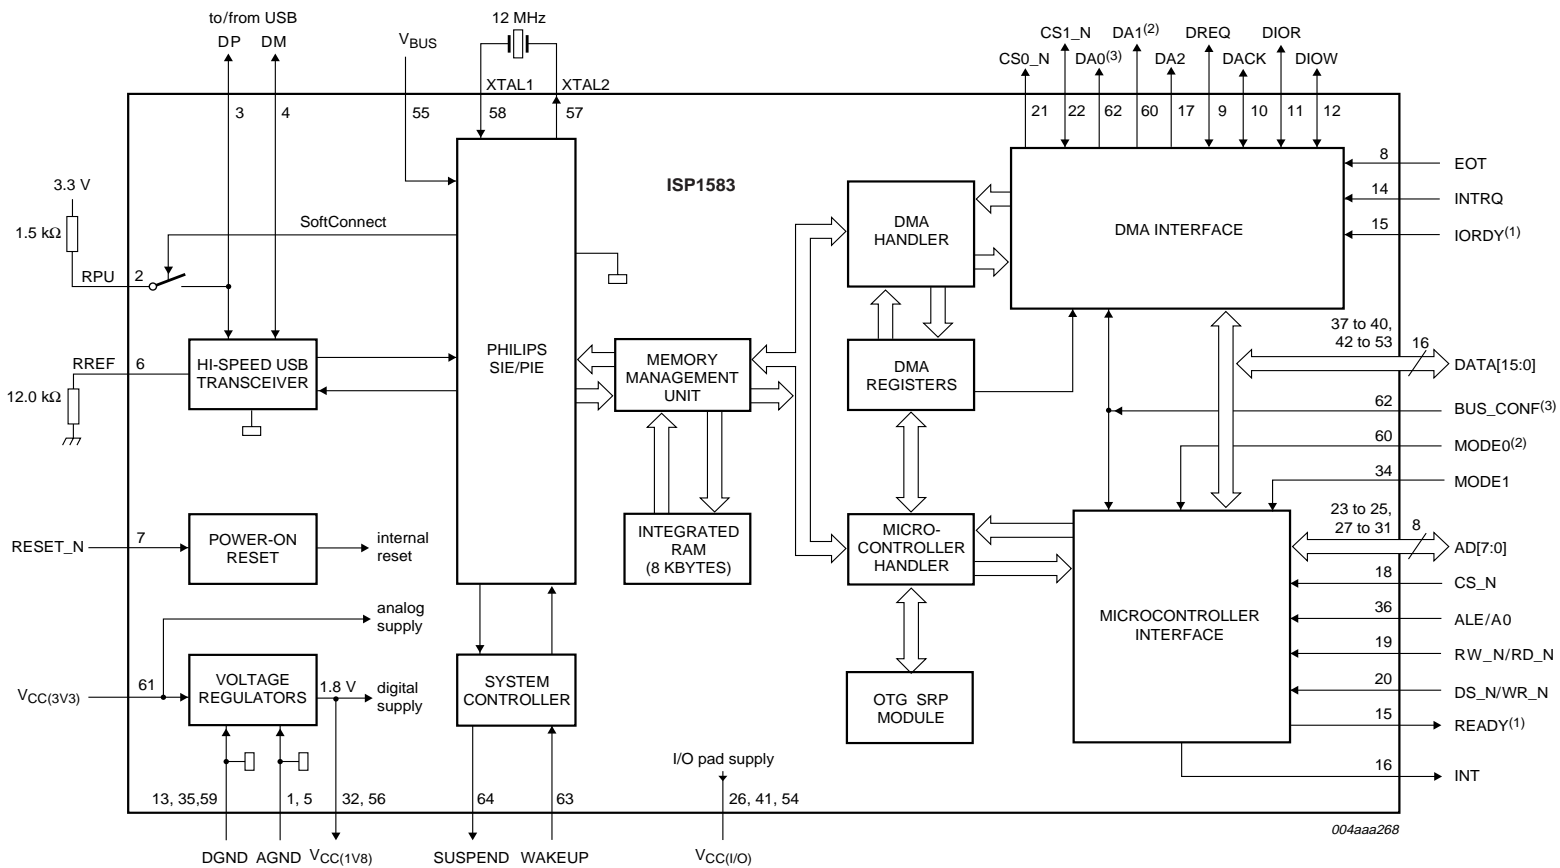 to/from USB
DP DM
V_BUS
12 MHz
XTAL1 XTAL2
CS0_N
CS1_N
DA0(3)
DA1(2)
DA2
DREQ
DACK
DIOR
DIOW
3 4 55 58 57 21 22 62 60 17 9 10 11 12
ISP1583
3.3 V
1.5 kΩ
RPU 2
SoftConnect
RREF 6
12.0 kΩ
HI-SPEED USB
TRANSCEIVER
PHILIPS
SIE/PIE
MEMORY
MANAGEMENT
UNIT
INTEGRATED
RAM
(8 KBYTES)
DMA
HANDLER
DMA
REGISTERS
MICRO-
CONTROLLER
HANDLER
OTG SRP
MODULE
DMA INTERFACE
MICROCONTROLLER
INTERFACE
8 EOT
14 INTRQ
15 IORDY(1)
37 to 40,
42 to 53
16 DATA[15:0]
62 BUS_CONF(3)
60 MODE0(2)
34 MODE1
23 to 25,
27 to 31
8 AD[7:0]
18 CS_N
36 ALE/A0
19 RW_N/RD_N
20 DS_N/WR_N
15 READY(1)
16 INT
RESET_N 7
POWER-ON
RESET
internal
reset
analog
supply
VCC(3V3) 61
VOLTAGE
REGULATORS
1.8 V
digital
supply
SYSTEM
CONTROLLER
I/O pad supply
13, 35,59 1, 5 32, 56 64 63 26, 41, 54
DGND AGND VCC(1V8) SUSPEND WAKEUP VCC(I/O)
004aaa268